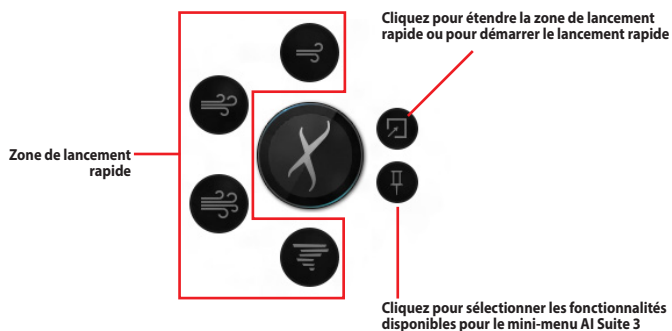 Cliquez pour étendre la zone de lancement
rapide ou pour démarrer le lancement rapide
Zone de lancement
rapide
Cliquez pour sélectionner les fonctionnalités
disponibles pour le mini-menu AI Suite 3